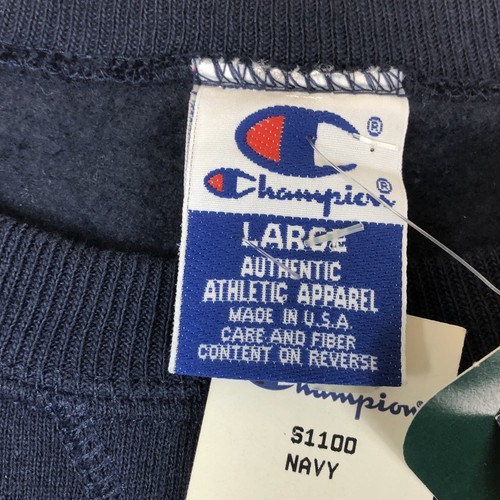 ®
Champion®
LARGE
AUTHENTIC
ATHLETIC APPAREL
MADE IN U.S.A.
CARE AND FIBER
CONTENT ON REVERSE
Champion®
S1100
NAVY